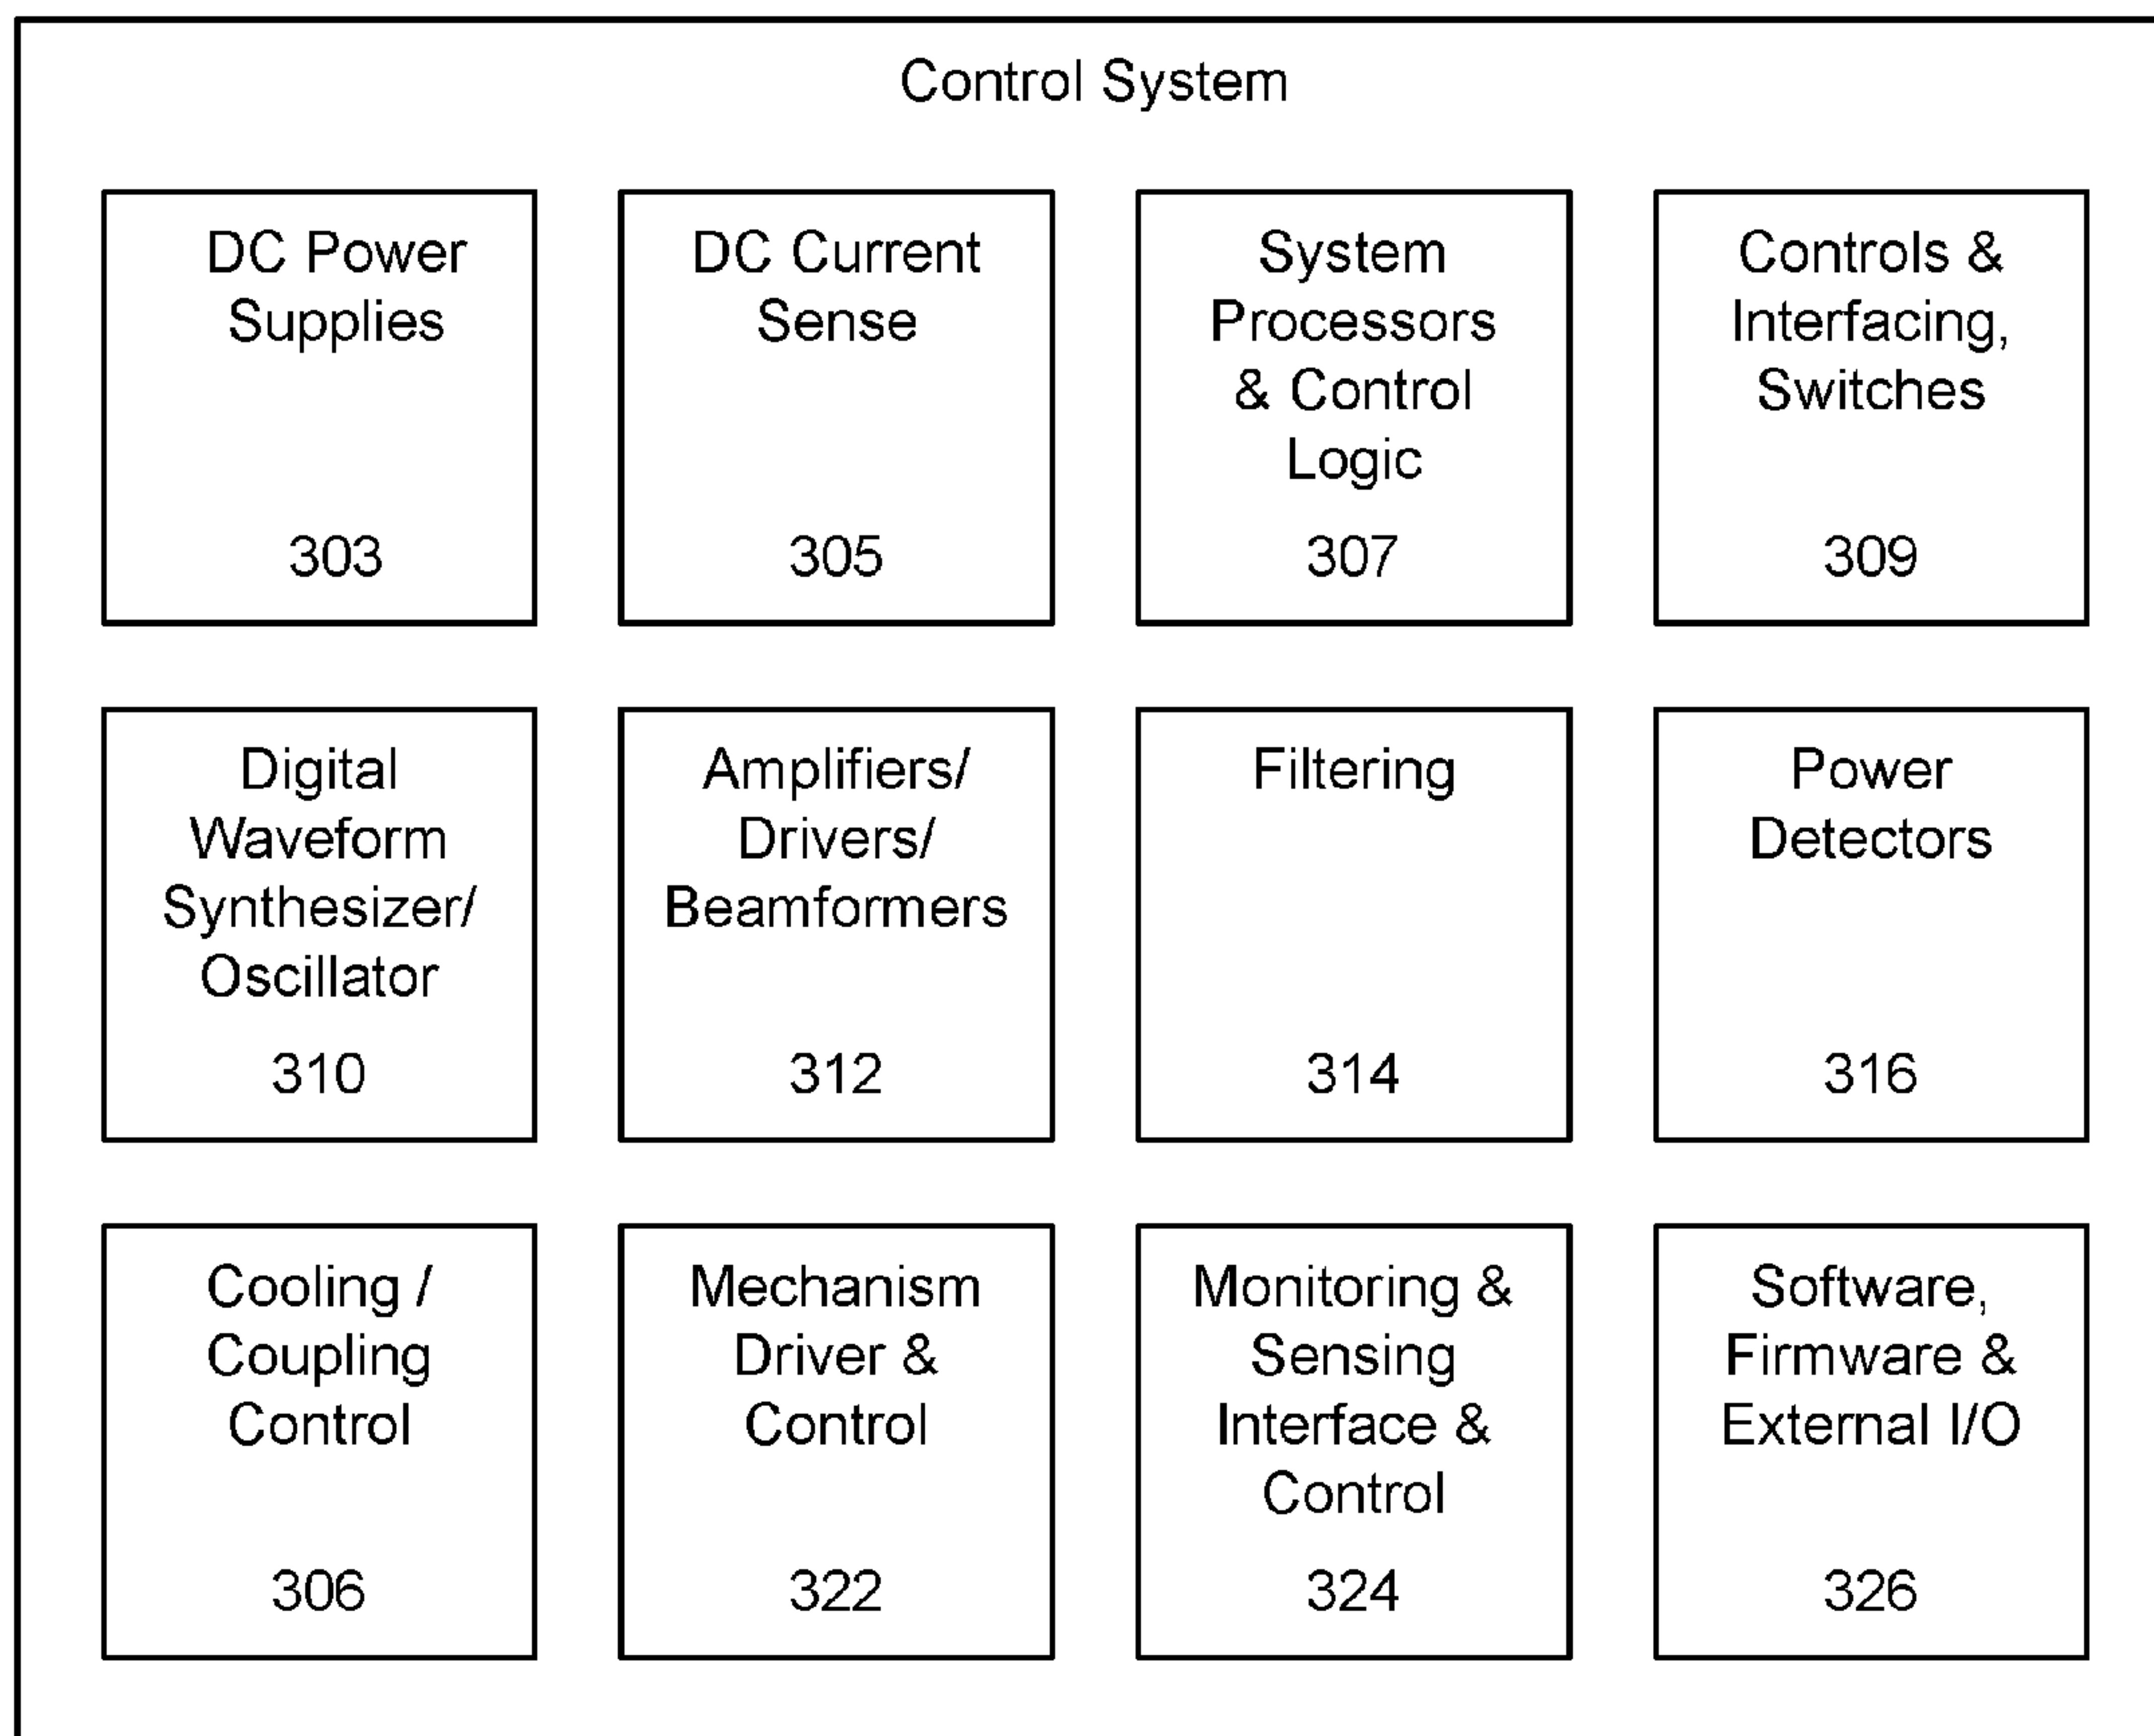 Control System
DC Power
Supplies
303
DC Current
Sense
305
System
Processors
& Control
Logic
307
Controls &
Interfacing,
Switches
309
Digital
Waveform
Synthesizer/
Oscillator
310
Amplifiers/
Drivers/
Beamformers
312
Filtering
314
Power
Detectors
316
Cooling /
Coupling
Control
306
Mechanism
Driver &
Control
322
Monitoring &
Sensing
Interface &
Control
324
Software,
Firmware &
External I/O
326